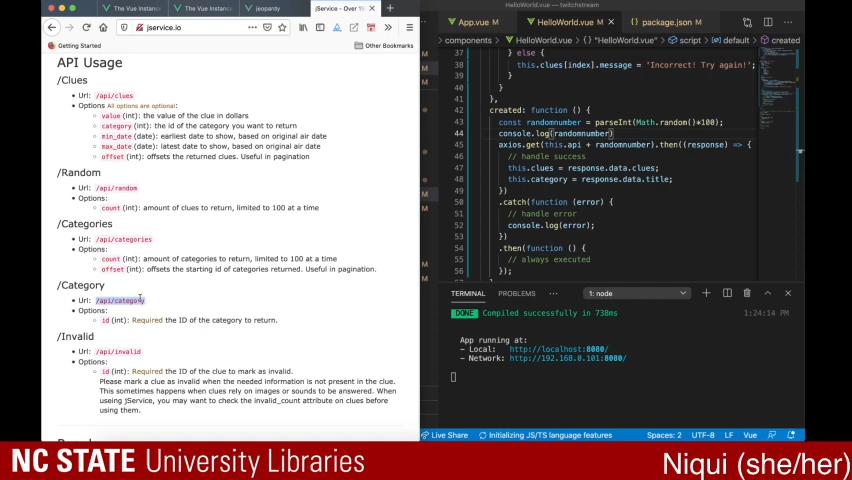 The Vue Instance
The Vue Instance
jeopardy
jService - Over 15
jservice.io
Getting Started
Other Bookmarks
API Usage
/Clues
Url: /api/clues
Options All options are optional:
value (int): the value of the clue in dollars
category (int): the id of the category you want to return
min_date (date): earliest date to show, based on original air date
max_date (date): latest date to show, based on original air date
offset (int): offsets the returned clues. Useful in pagination
/Random
Url: /api/random
Options:
count (int): amount of clues to return, limited to 100 at a time
/Categories
Url: /api/categories
Options:
count (int): amount of categories to return, limited to 100 at a time
offset (int): offsets the starting id of categories returned. Useful in pagination.
/Category
Url: /api/category
Options:
id (int): Required the ID of the category to return.
/Invalid
Url: /api/invalid
Options:
id (int): Required the ID of the clue to mark as invalid.
Please mark a clue as invalid when the needed information is not present in the clue.
This sometimes happens when clues rely on images or sounds to be answered. When
useing jService, you may want to check the invalid_count attribute on clues before
using them.
HelloWorld.vue — twitchstream
App.vue
HelloWorld.vue
package.json
components > HelloWorld.vue > {} "HelloWorld.vue" > script > default > created
37 } else {
38 this.clues[index].message = 'Incorrect! Try again!';
39 }
40 }
41 },
42 created: function () {
43 const randomnumber = parseInt(Math.random()*100);
44 console.log(randomnumber)
45 axios.get(this.api + randomnumber).then((response) => {
46 // handle success
47 this.clues = response.data.clues;
48 this.category = response.data.title;
49 })
50 .catch(function (error) {
51 // handle error
52 console.log(error);
53 })
54 .then(function () {
55 // always executed
56 });
TERMINAL PROBLEMS ··· 1: node
DONE Compiled successfully in 738ms 1:24:14 PM
App running at:
- Local: http://localhost:8080/
- Network: http://192.168.0.101:8080/
Live Share Initializing JS/TS language features Spaces: 2 UTF-8 LF Vue
NC STATE University Libraries
Niqui (she/her)